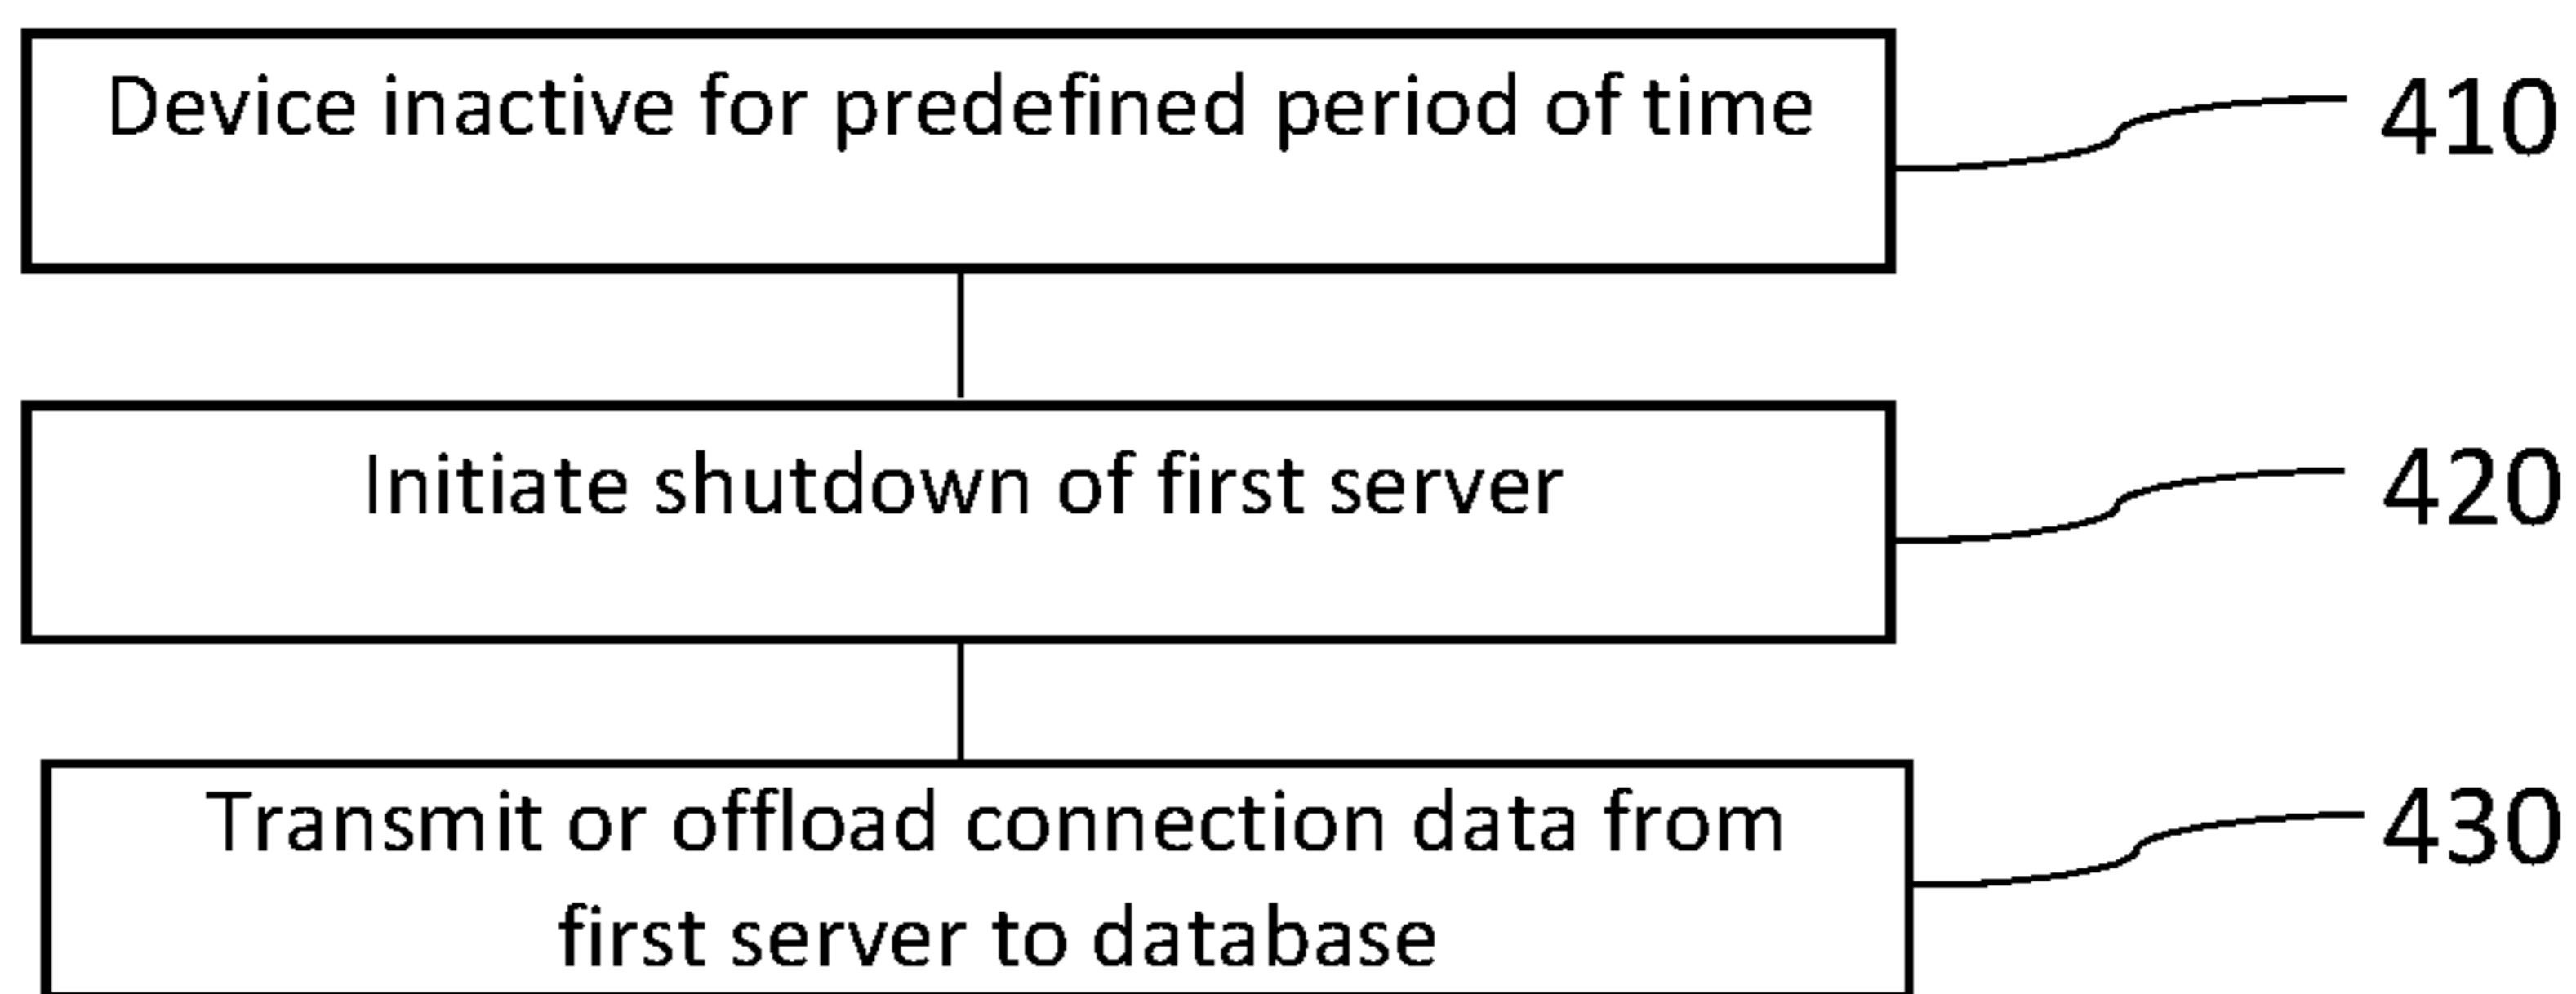 Device inactive for predefined period of time
410
Initiate shutdown of first server
420
Transmit or offload connection data from
first server to database
430